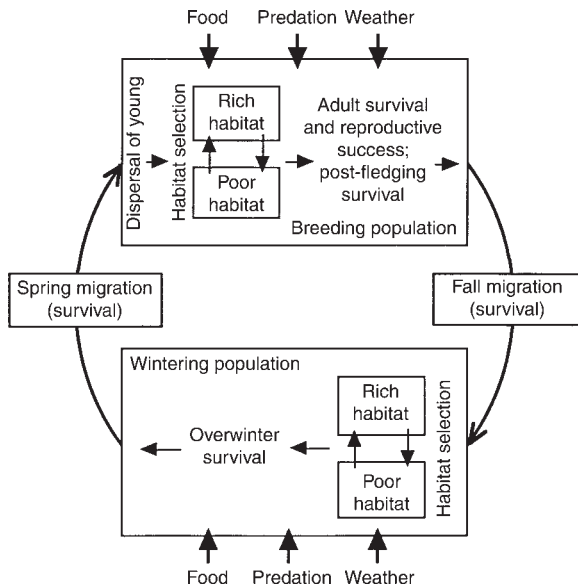 Food Predation Weather
Dispersal of young
Habitat selection
Rich
habitat
Poor
habitat
Adult survival
and reproductive
success;
post-fledging
survival
Breeding population
Spring migration
(survival)
Fall migration
(survival)
Wintering population
Overwinter
survival
Rich
habitat
Poor
habitat
Habitat selection
Food Predation Weather